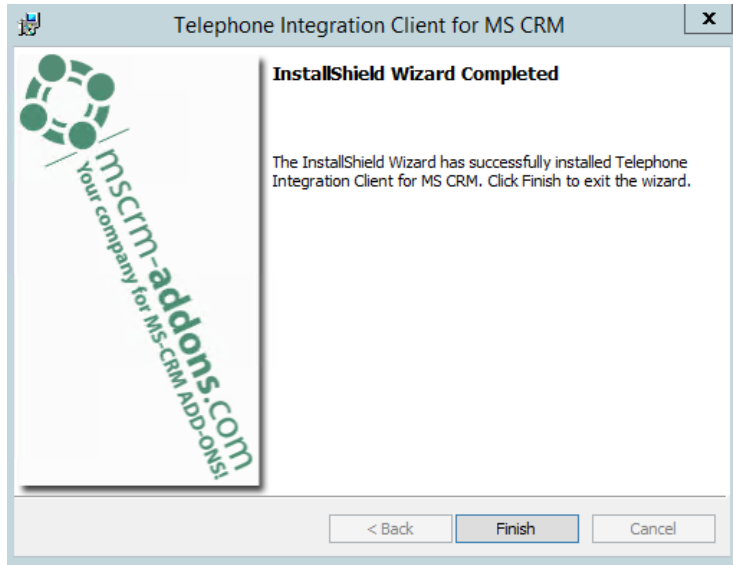 Telephone Integration Client for MS CRM
x
InstallShield Wizard Completed
The InstallShield Wizard has successfully installed Telephone
Integration Client for MS CRM. Click Finish to exit the wizard.
mscrm-addons.com
Your company for MS-CRM ADD-ONS!
< Back
Finish
Cancel